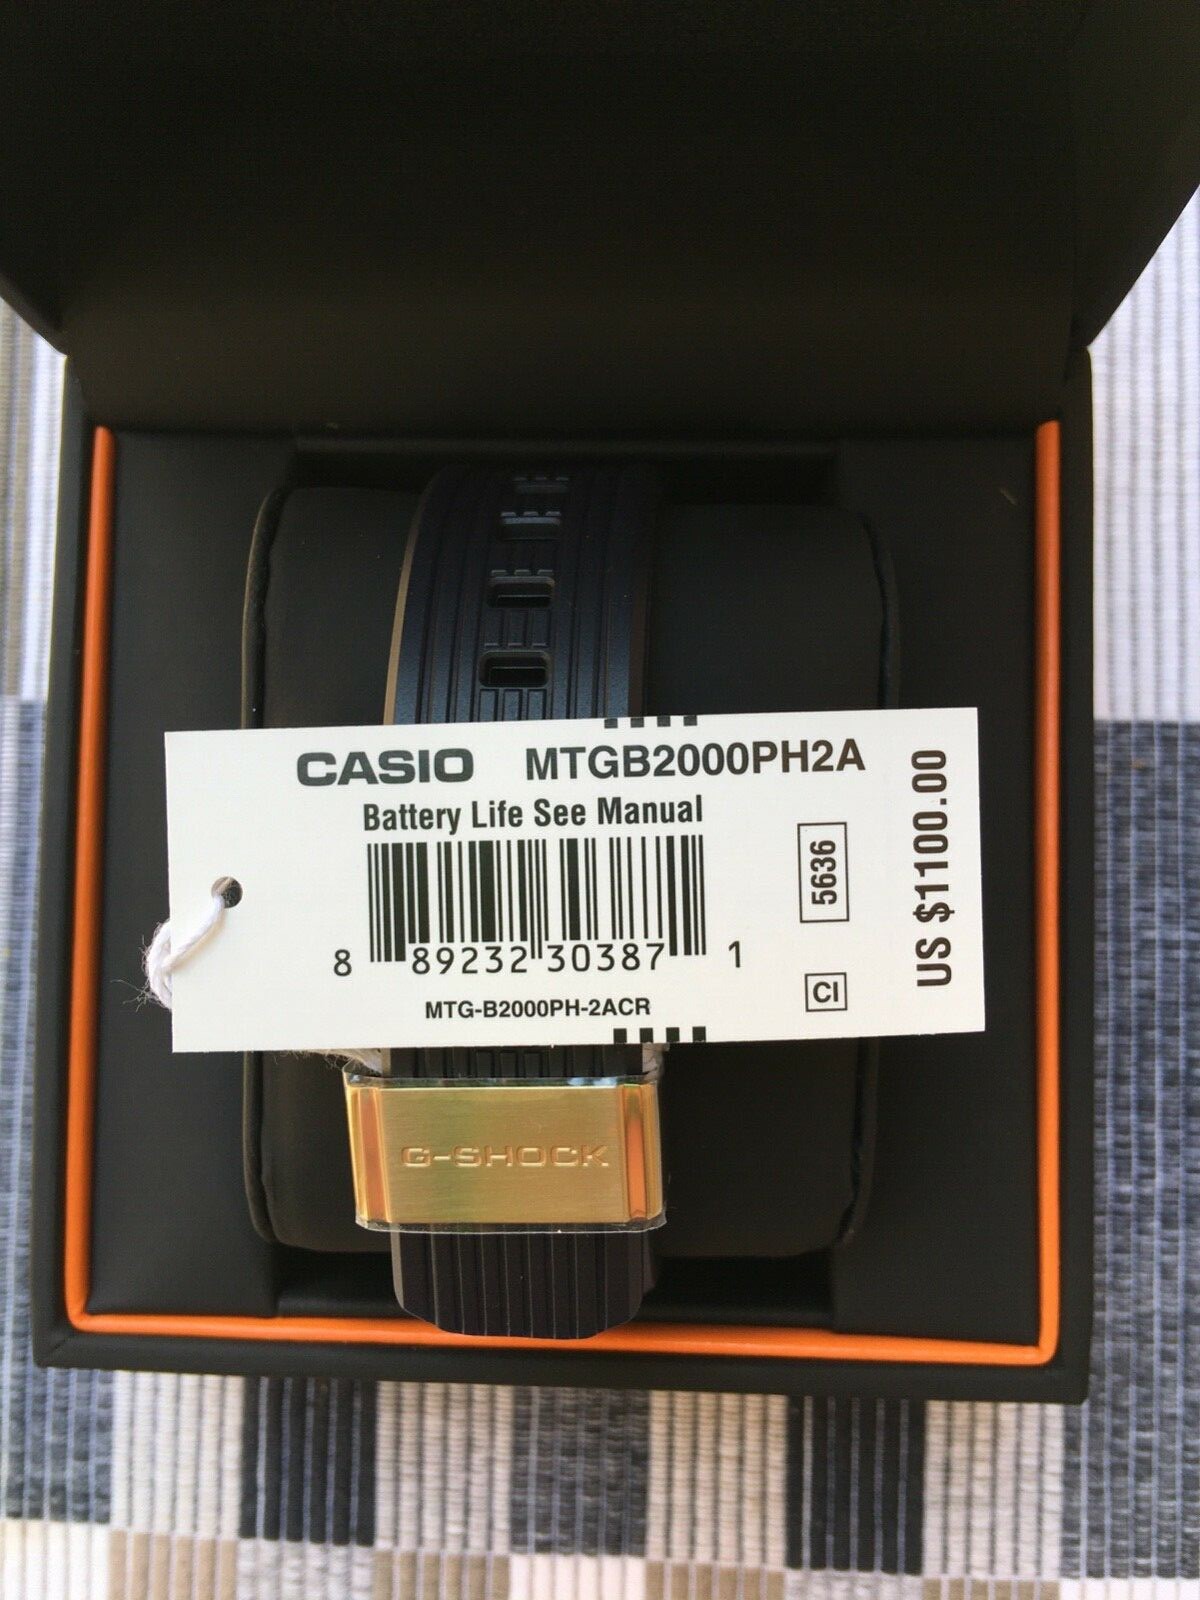 CASIO MTGB2000PH2A
Battery Life See Manual
8 89232 30387 1
MTG-B2000PH-2ACR
5636
CI
US $1100.00
G-SHOCK